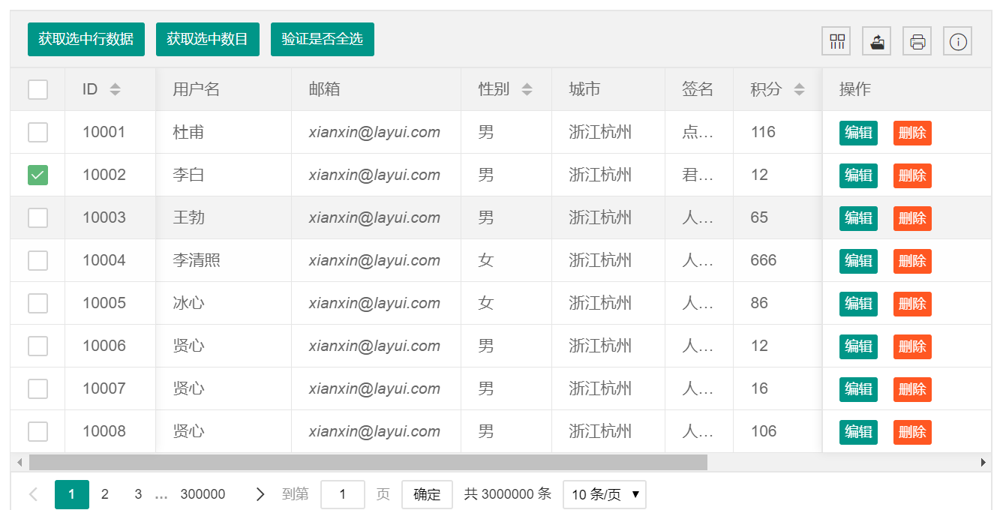 获取选中行数据 获取选中数目 验证是否全选
ID 用户名 邮箱 性别 城市 签名 积分 操作
10001 杜甫 xianxin@layui.com 男 浙江杭州 点... 116 编辑 删除
10002 李白 xianxin@layui.com 男 浙江杭州 君... 12 编辑 删除
10003 王勃 xianxin@layui.com 男 浙江杭州 人... 65 编辑 删除
10004 李清照 xianxin@layui.com 女 浙江杭州 人... 666 编辑 删除
10005 冰心 xianxin@layui.com 女 浙江杭州 人... 86 编辑 删除
10006 贤心 xianxin@layui.com 男 浙江杭州 人... 12 编辑 删除
10007 贤心 xianxin@layui.com 男 浙江杭州 人... 16 编辑 删除
10008 贤心 xianxin@layui.com 男 浙江杭州 人... 106 编辑 删除
1 2 3 ... 300000 到第 1 页 确定 共 3000000 条 10 条/页